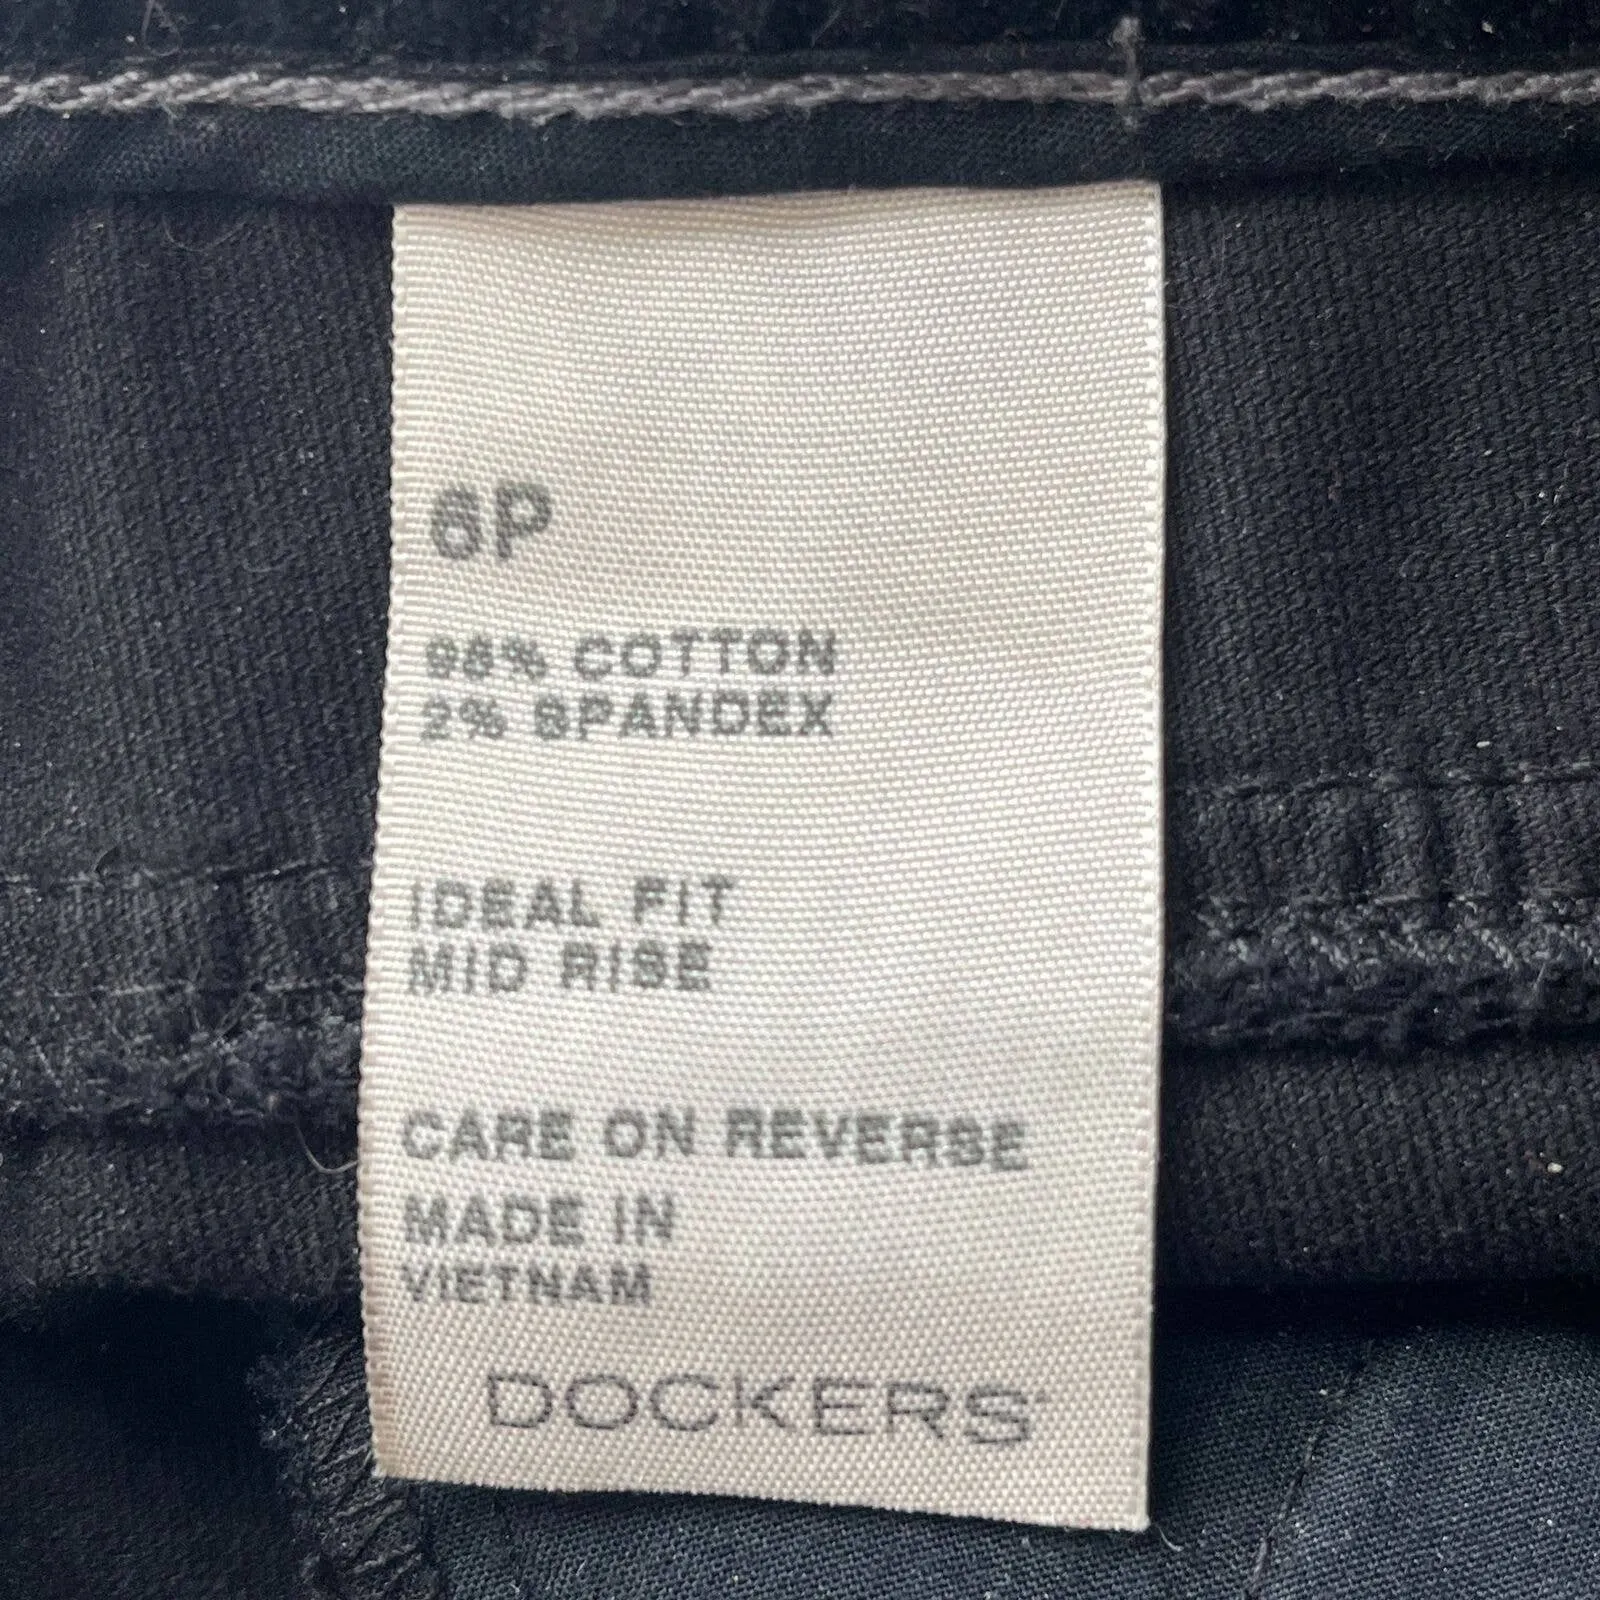 6P
98% COTTON
2% SPANDEX
IDEAL FIT
MID RISE
CARE ON REVERSE
MADE IN
VIETNAM
DOCKERS